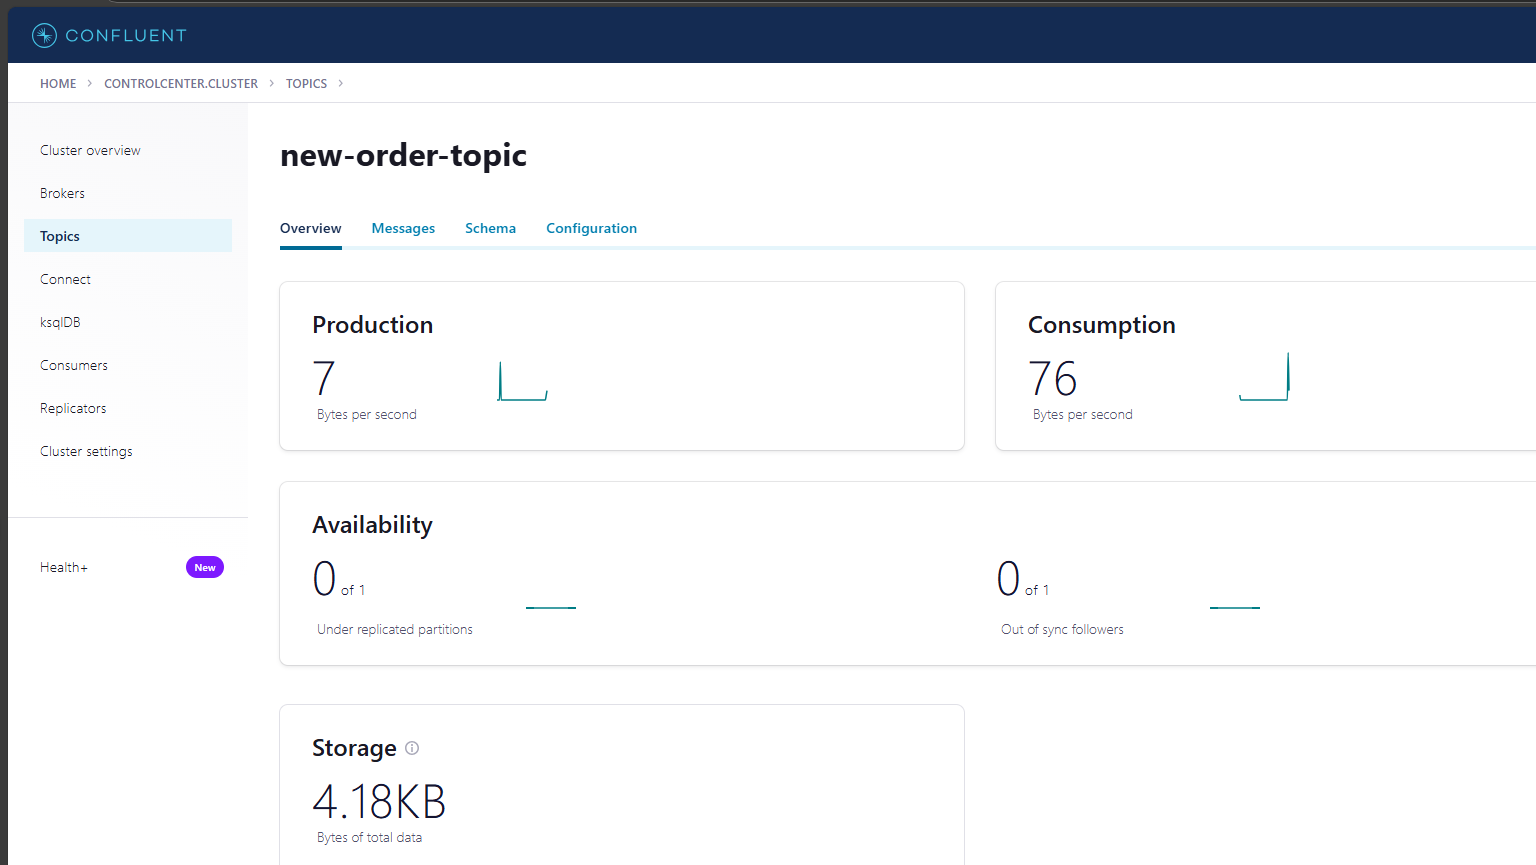 CONFLUENT
HOME > CONTROLCENTER.CLUSTER > TOPICS >
Cluster overview
Brokers
Topics
Connect
ksqlDB
Consumers
Replicators
Cluster settings
Health+ New
new-order-topic
Overview Messages Schema Configuration
Production
7
Bytes per second
Consumption
76
Bytes per second
Availability
0 of 1
Under replicated partitions
0 of 1
Out of sync followers
Storage
4.18KB
Bytes of total data